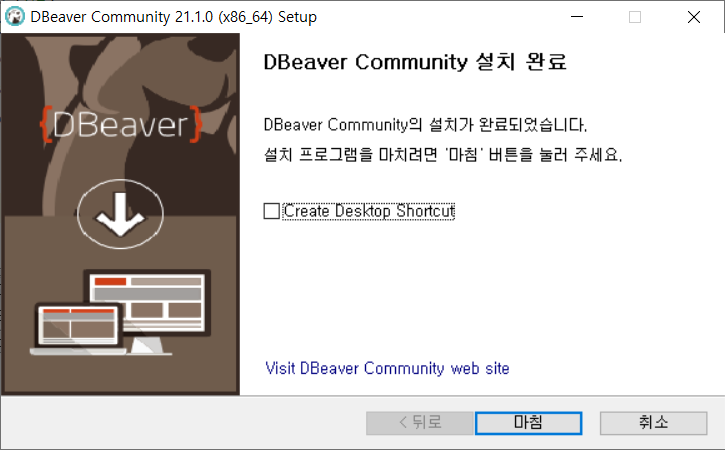 DBeaver Community 21.1.0 (x86_64) Setup
{DBeaver}
DBeaver Community 설치 완료
DBeaver Community의 설치가 완료되었습니다.
설치 프로그램을 마치려면 '마침' 버튼을 눌러 주세요.
Create Desktop Shortcut
Visit DBeaver Community web site
< 뒤로
마침
취소